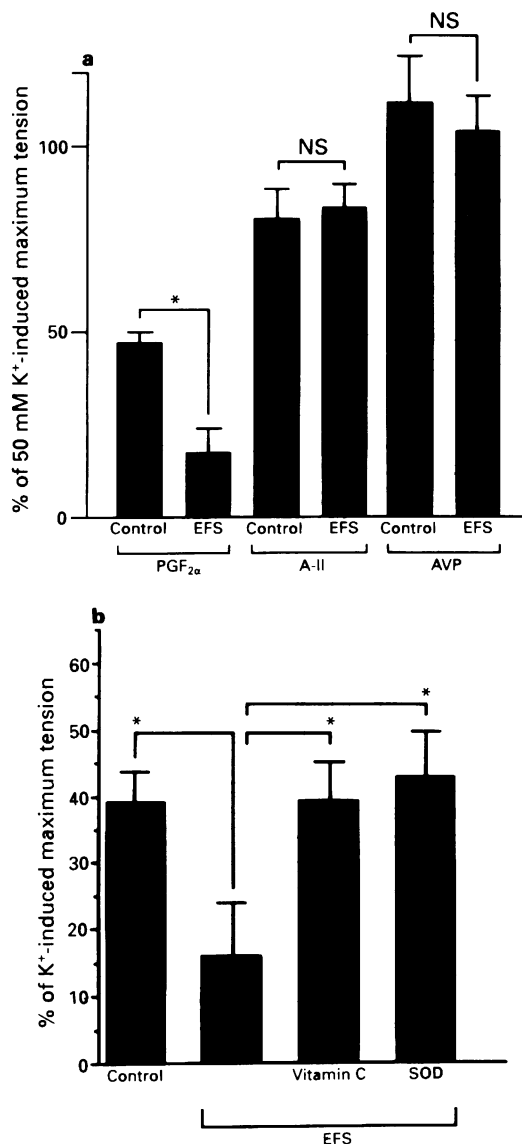 a
NS
NS
*
% of 50 mM K⁺-induced maximum tension
100
50
0
Control EFS Control EFS Control EFS
PGF₂α A-II AVP
b
% of K⁺-induced maximum tension
60
50
40
30
20
10
0
* * *
Control Vitamin C SOD
EFS